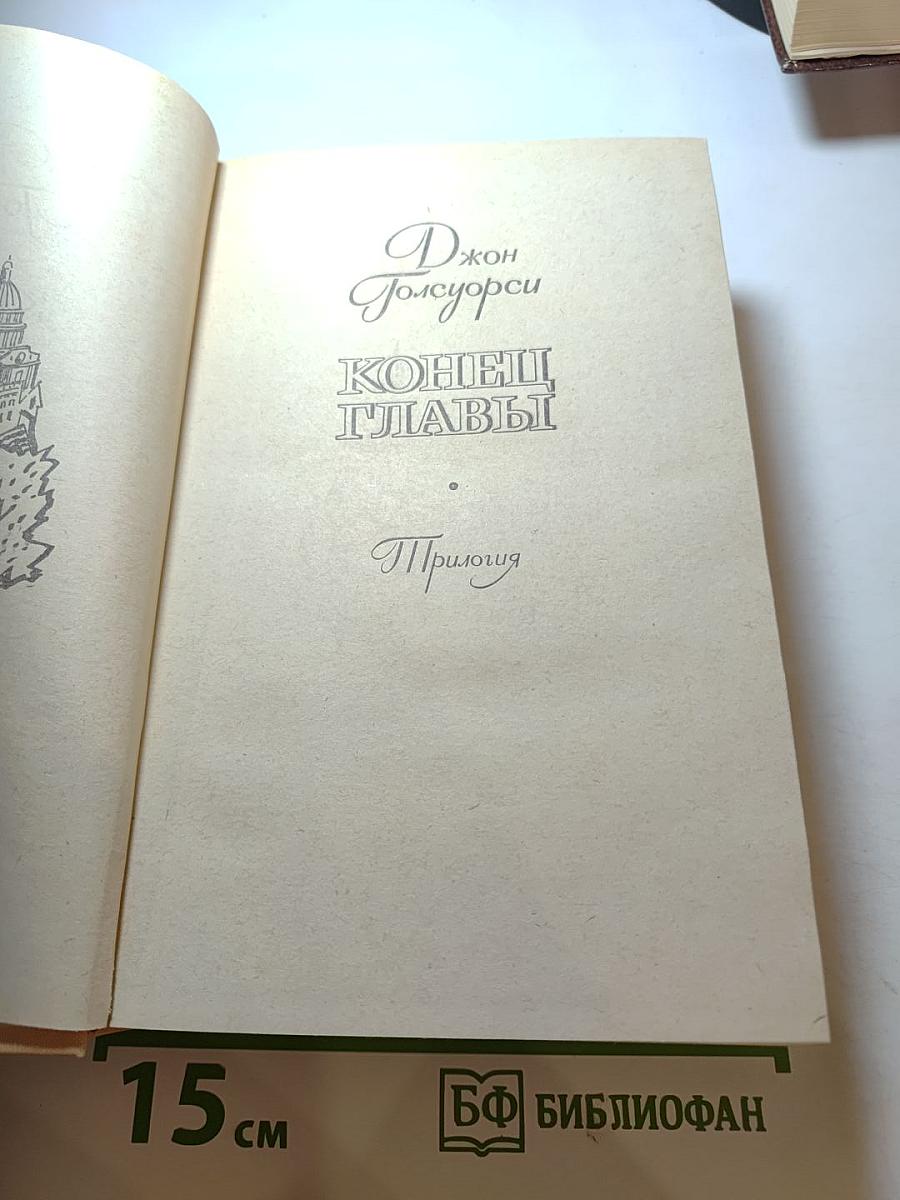 Джон
Голсуорси
КОНЕЦ
ГЛАВЫ
Трилогия
15 см
БФ БИБЛИОФАН